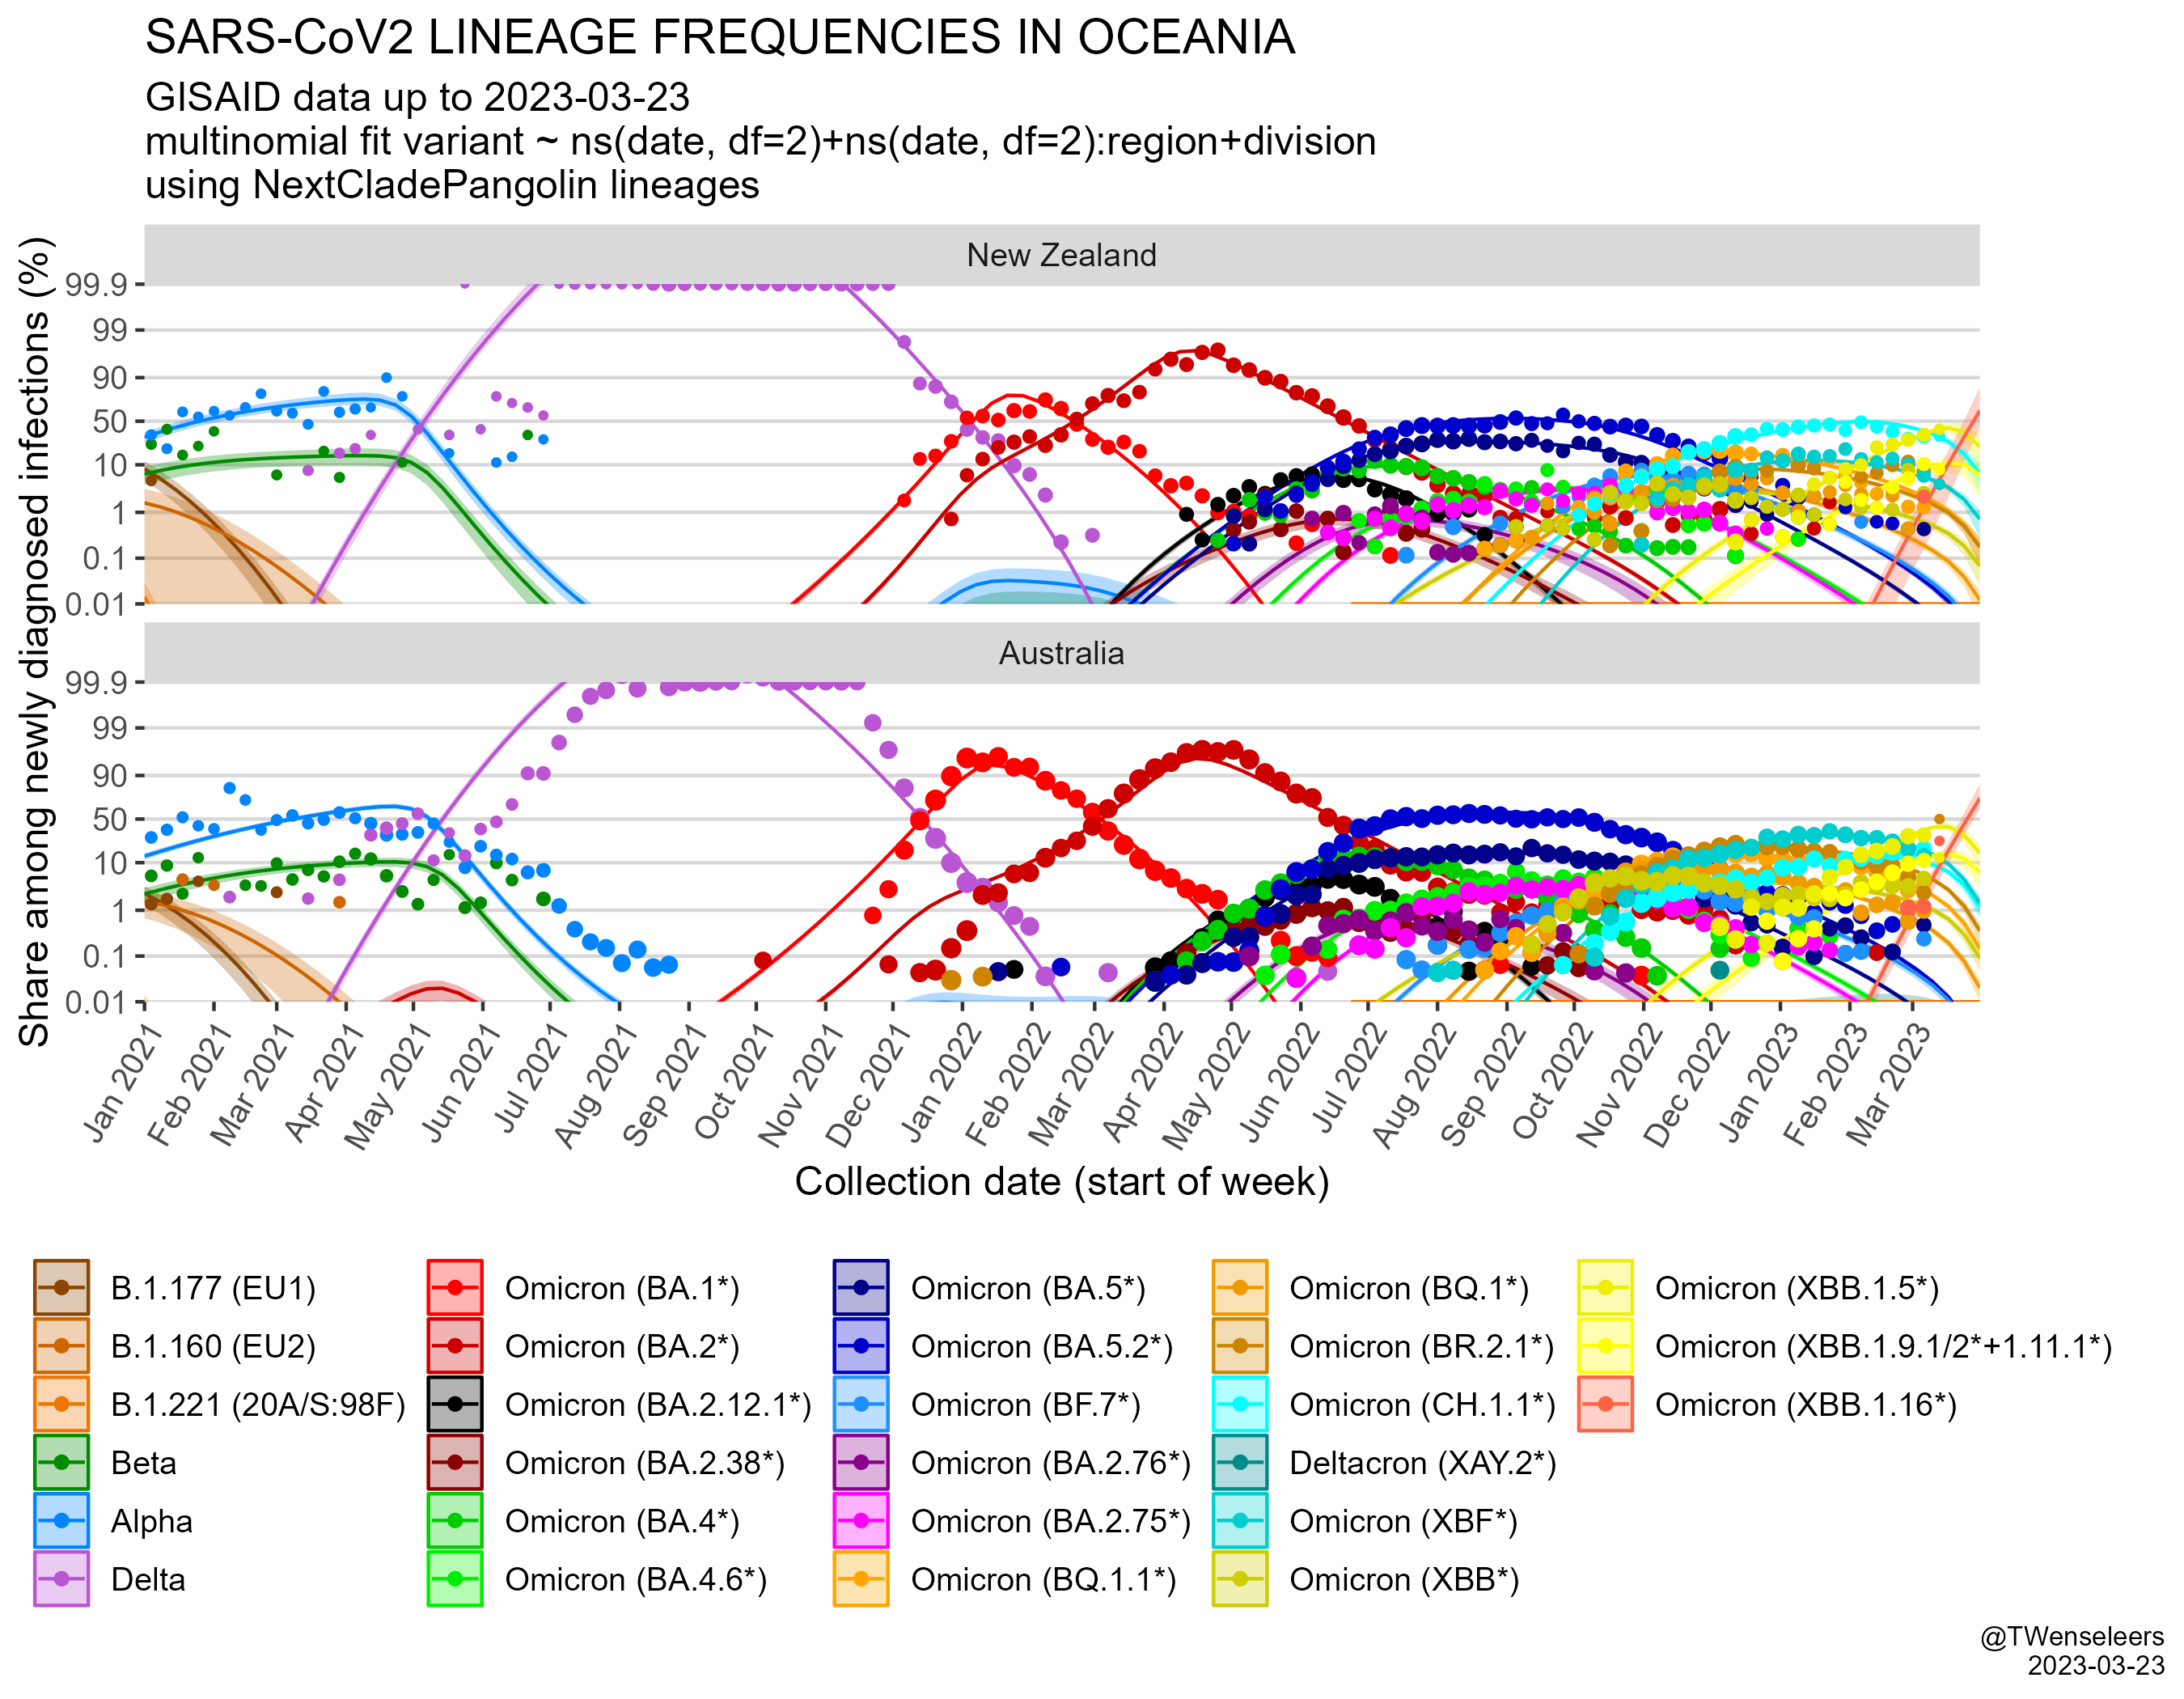 SARS-CoV2 LINEAGE FREQUENCIES IN OCEANIA
GISAID data up to 2023-03-23
multinomial fit variant ~ ns(date, df=2)+ns(date, df=2):region+division
using NextCladePangolin lineages
Share among newly diagnosed infections (%)
New Zealand
99.9
99
90
50
10
1
0.1
0.01
Australia
99.9
99
90
50
10
1
0.1
0.01
Jan 2021
Feb 2021
Mar 2021
Apr 2021
May 2021
Jun 2021
Jul 2021
Aug 2021
Sep 2021
Oct 2021
Nov 2021
Dec 2021
Jan 2022
Feb 2022
Mar 2022
Apr 2022
May 2022
Jun 2022
Jul 2022
Aug 2022
Sep 2022
Oct 2022
Nov 2022
Dec 2022
Jan 2023
Feb 2023
Mar 2023
Collection date (start of week)
B.1.177 (EU1)
B.1.160 (EU2)
B.1.221 (20A/S:98F)
Beta
Alpha
Delta
Omicron (BA.1*)
Omicron (BA.2*)
Omicron (BA.2.12.1*)
Omicron (BA.2.38*)
Omicron (BA.4*)
Omicron (BA.4.6*)
Omicron (BA.5*)
Omicron (BA.5.2*)
Omicron (BF.7*)
Omicron (BA.2.76*)
Omicron (BA.2.75*)
Omicron (BQ.1.1*)
Omicron (BQ.1*)
Omicron (BR.2.1*)
Omicron (CH.1.1*)
Deltacron (XAY.2*)
Omicron (XBF*)
Omicron (XBB*)
Omicron (XBB.1.5*)
Omicron (XBB.1.9.1/2*+1.11.1*)
Omicron (XBB.1.16*)
@TWenseleers
2023-03-23